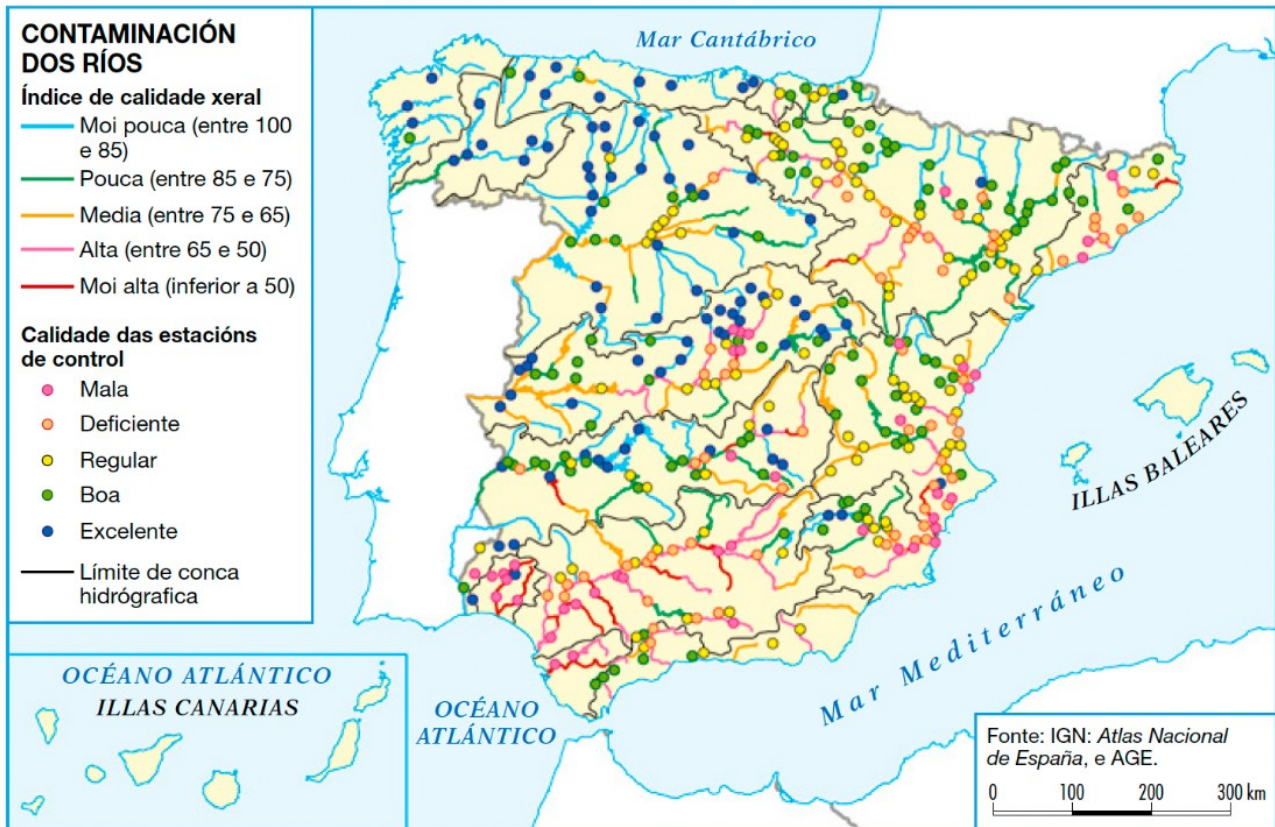 CONTAMINACIÓN
DOS RÍOS
Índice de calidade xeral
Moi pouca (entre 100
e 85)
Pouca (entre 85 e 75)
Media (entre 75 e 65)
Alta (entre 65 e 50)
Moi alta (inferior a 50)
Calidade das estacións
de control
Mala
Deficiente
Regular
Boa
Excelente
Límite de conca
hidrógrafica
Mar Cantábrico
ILLAS BALEARES
Mar Mediterráneo
OCÉANO
ATLÁNTICO
OCÉANO ATLÁNTICO
ILLAS CANARIAS
Fonte: IGN: Atlas Nacional
de España, e AGE.
0 100 200 300 km